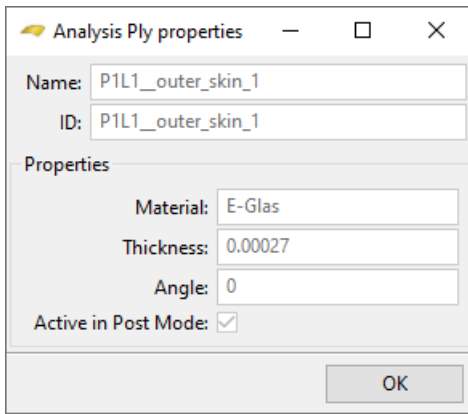 Analysis Ply properties
Name: P1L1__outer_skin_1
ID: P1L1__outer_skin_1
Properties
Material: E-Glas
Thickness: 0.00027
Angle: 0
Active in Post Mode:
OK